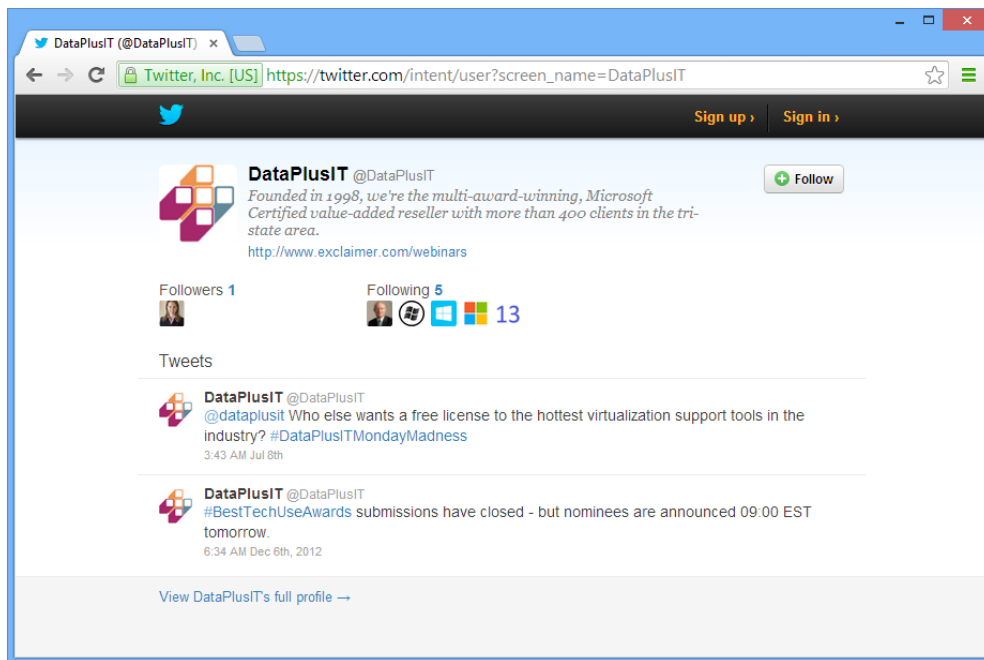 DataPlusIT (@DataPlusIT) ×
Twitter, Inc. [US] https://twitter.com/intent/user?screen_name=DataPlusIT
Sign up › Sign in ›
DataPlusIT @DataPlusIT
Founded in 1998, we're the multi-award-winning, Microsoft
Certified value-added reseller with more than 400 clients in the tri-
state area.
http://www.exclaimer.com/webinars
Follow
Followers 1 Following 5
13
Tweets
DataPlusIT @DataPlusIT
@dataplusit Who else wants a free license to the hottest virtualization support tools in the
industry? #DataPlusITMondayMadness
3:43 AM Jul 8th
DataPlusIT @DataPlusIT
#BestTechUseAwards submissions have closed - but nominees are announced 09:00 EST
tomorrow.
6:34 AM Dec 6th, 2012
View DataPlusIT's full profile →